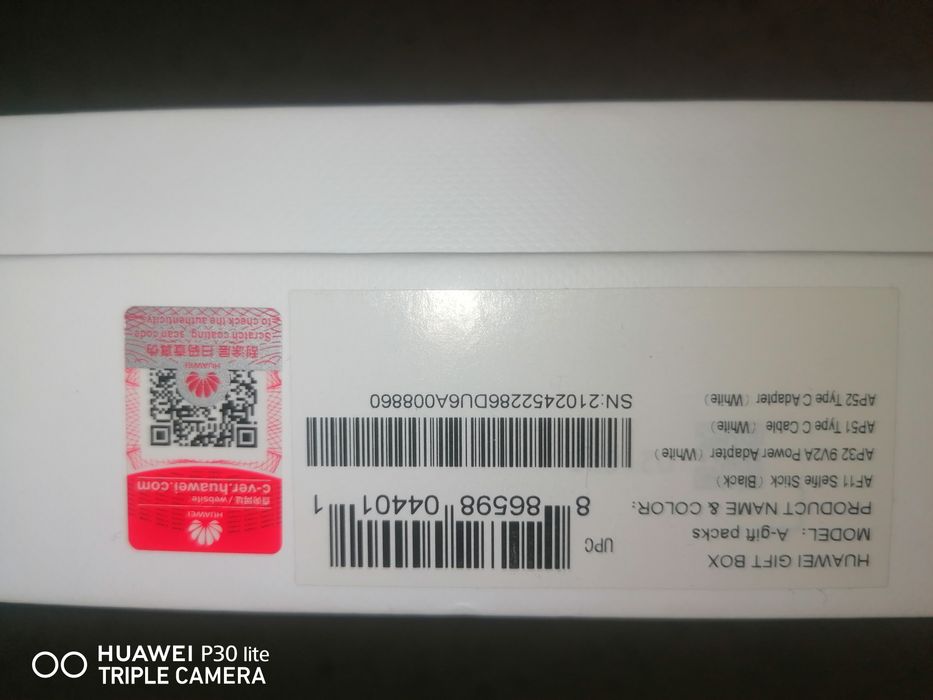 HUAWEI GIFT BOX
MODEL: A-gift packs
PRODUCT NAME & COLOR:
AF11 Selfie Stick (Black)
AP32 9V2A Power Adapter (White)
AP51 Type C Cable (White)
AP52 Type C Adapter (White)
UPC
8 86598 04401 1
SN:2102452286DU6A008860
HUAWEI
查询网址 / website
c-ver.huawei.com
HUAWEI
刮涂层 扫码查真伪
Scratch coating, scan code
to check the authenticity
HUAWEI P30 lite
TRIPLE CAMERA